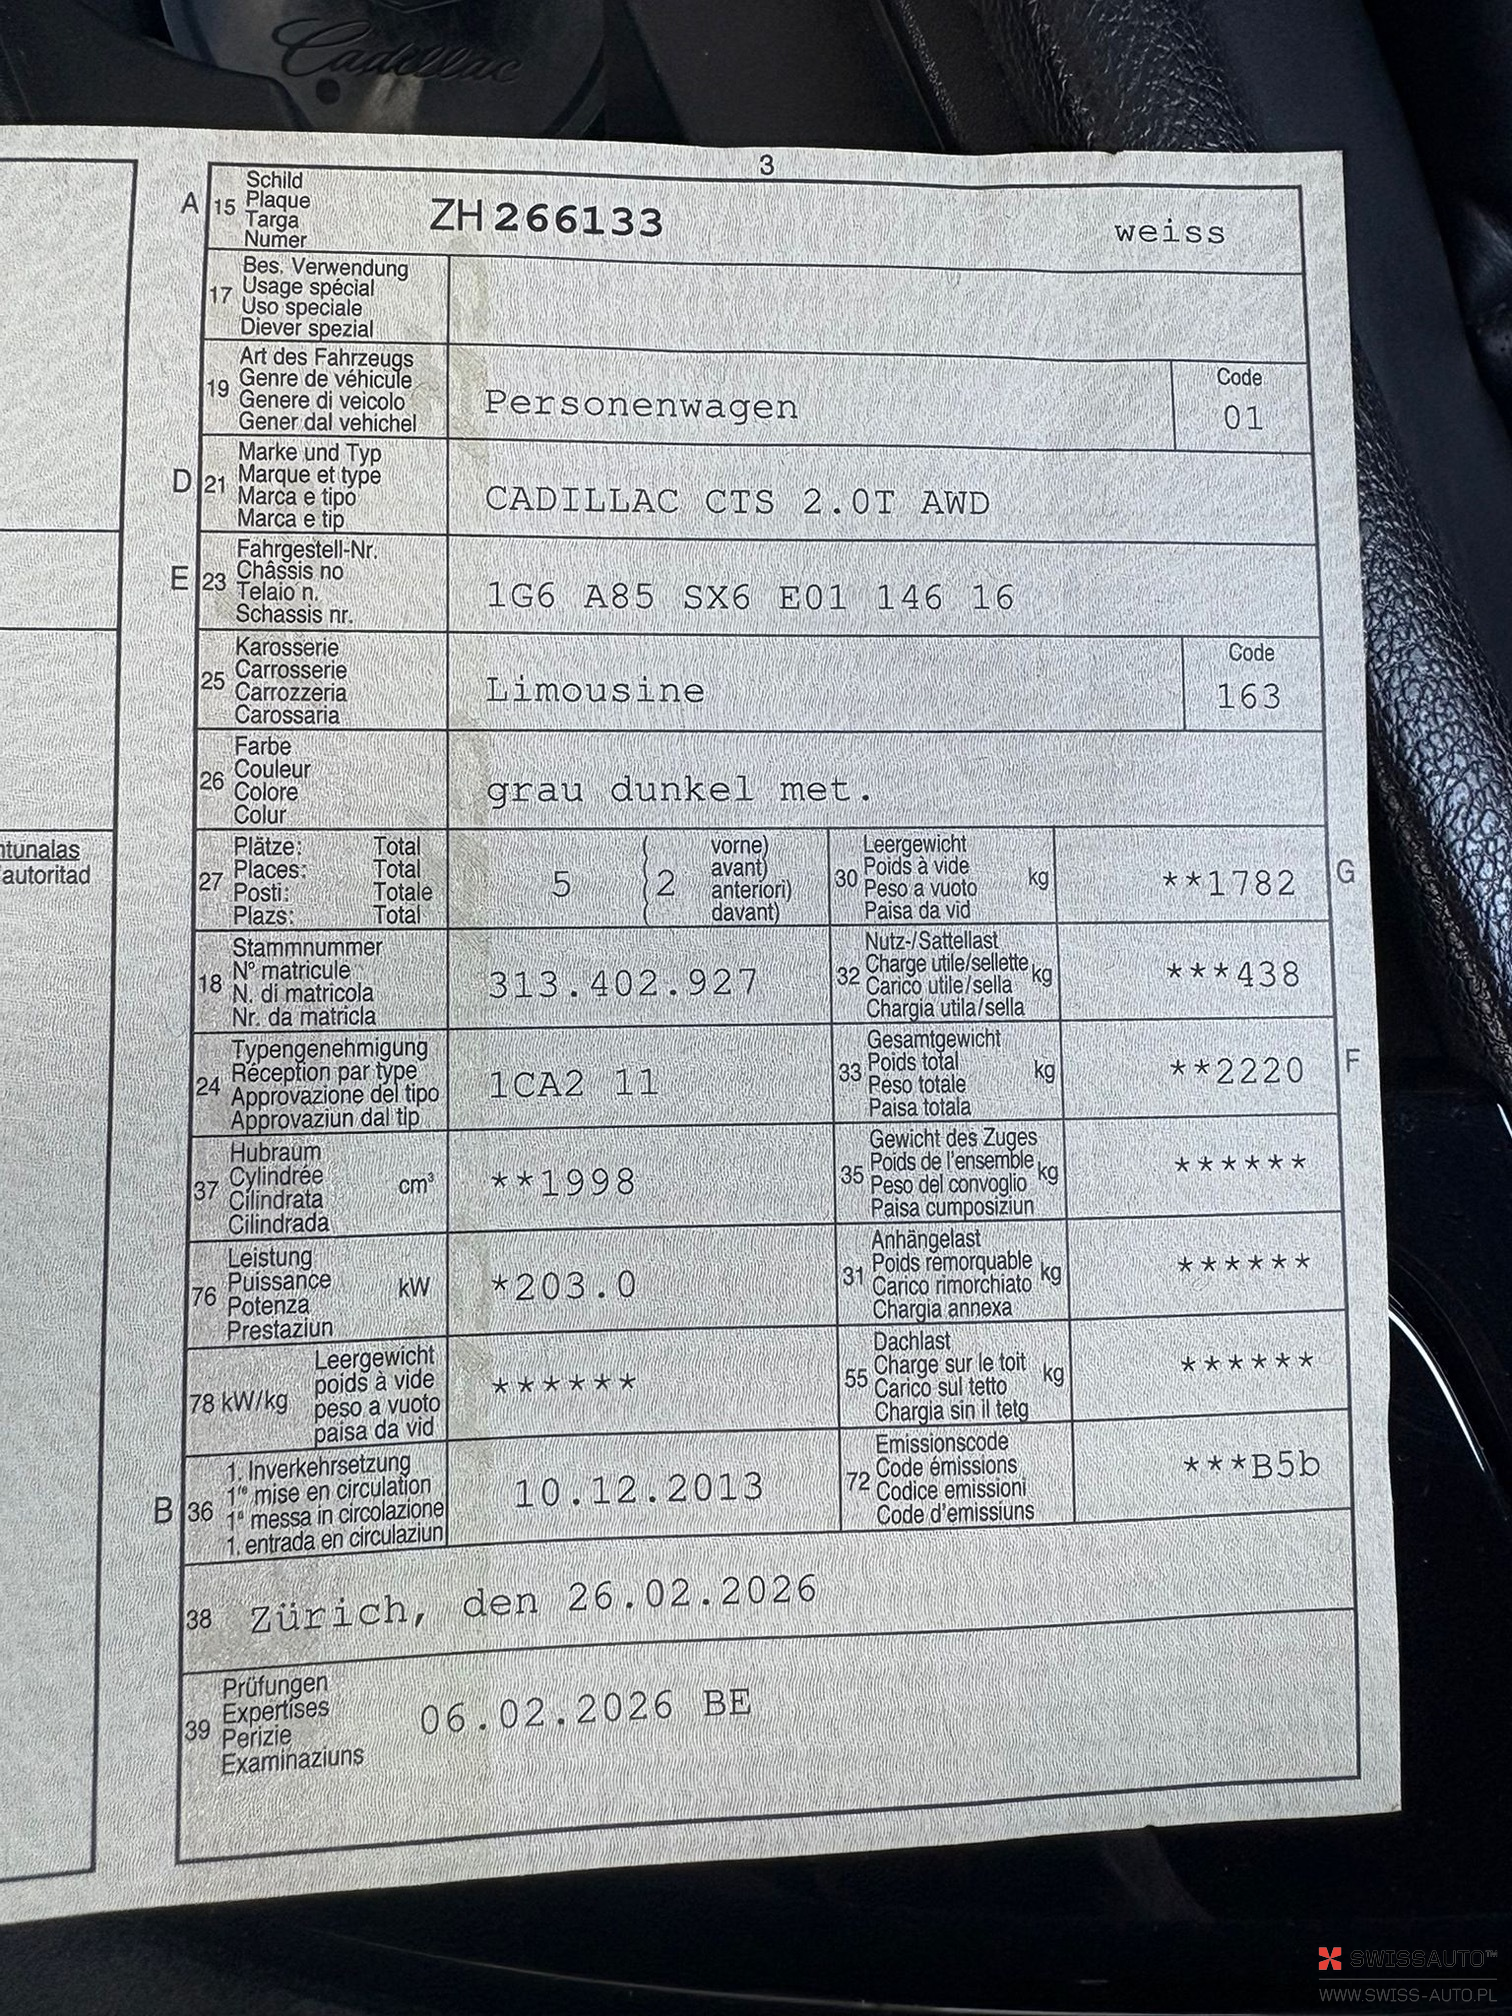 Cadillac
3
A 15 Schild
Plaque
Targa
Numer
ZH 266133 weiss
17 Bes. Verwendung
Usage spécial
Uso speciale
Diever spezial
19 Art des Fahrzeugs
Genre de véhicule
Genere di veicolo
Gener dal vehichel
Personenwagen
Code
01
D 21 Marke und Typ
Marque et type
Marca e tipo
Marca e tip
CADILLAC CTS 2.0T AWD
E 23 Fahrgestell-Nr.
Châssis no
Telaio n.
Schassis nr.
1G6 A85 SX6 E01 146 16
25 Karosserie
Carrosserie
Carrozzeria
Carossaria
Limousine
Code
163
26 Farbe
Couleur
Colore
Colur
grau dunkel met.
ntunalas
'autoritad
27 Plätze: Total
Places: Total
Posti: Totale
Plazs: Total
5 2
vorne)
avant)
anteriori)
davant)
30 Leergewicht
Poids à vide
Peso a vuoto
Paisa da vid
kg
**1782
G
18 Stammnummer
N° matricule
N. di matricola
Nr. da matricla
313.402.927
32 Nutz-/Sattellast
Charge utile/sellette
Carico utile/sella
Chargia utila/sella
kg
***438
24 Typengenehmigung
Réception par type
Approvazione del tipo
Approvaziun dal tip
1CA2 11
33 Gesamtgewicht
Poids total
Peso totale
Paisa totala
kg
**2220
F
37 Hubraum
Cylindrée
Cilindrata
Cilindrada
cm³
**1998
35 Gewicht des Zuges
Poids de l'ensemble
Peso del convoglio
Paisa cumposiziun
kg
******
76 Leistung
Puissance
Potenza
Prestaziun
kW
*203.0
31 Anhängelast
Poids remorquable
Carico rimorchiato
Chargia annexa
kg
******
78 kW/kg
Leergewicht
poids à vide
peso a vuoto
paisa da vid
******
55 Dachlast
Charge sur le toit
Carico sul tetto
Chargia sin il tetg
kg
******
B 36 1. Inverkehrsetzung
1re mise en circulation
1a messa in circolazione
1. entrada en circulaziun
10.12.2013
72 Emissionscode
Code émissions
Codice emissioni
Code d'emissiuns
***B5b
38 Zürich, den 26.02.2026
39 Prüfungen
Expertises
Perizie
Examinaziuns
06.02.2026 BE
SWISSAUTO™
WWW.SWISS-AUTO.PL